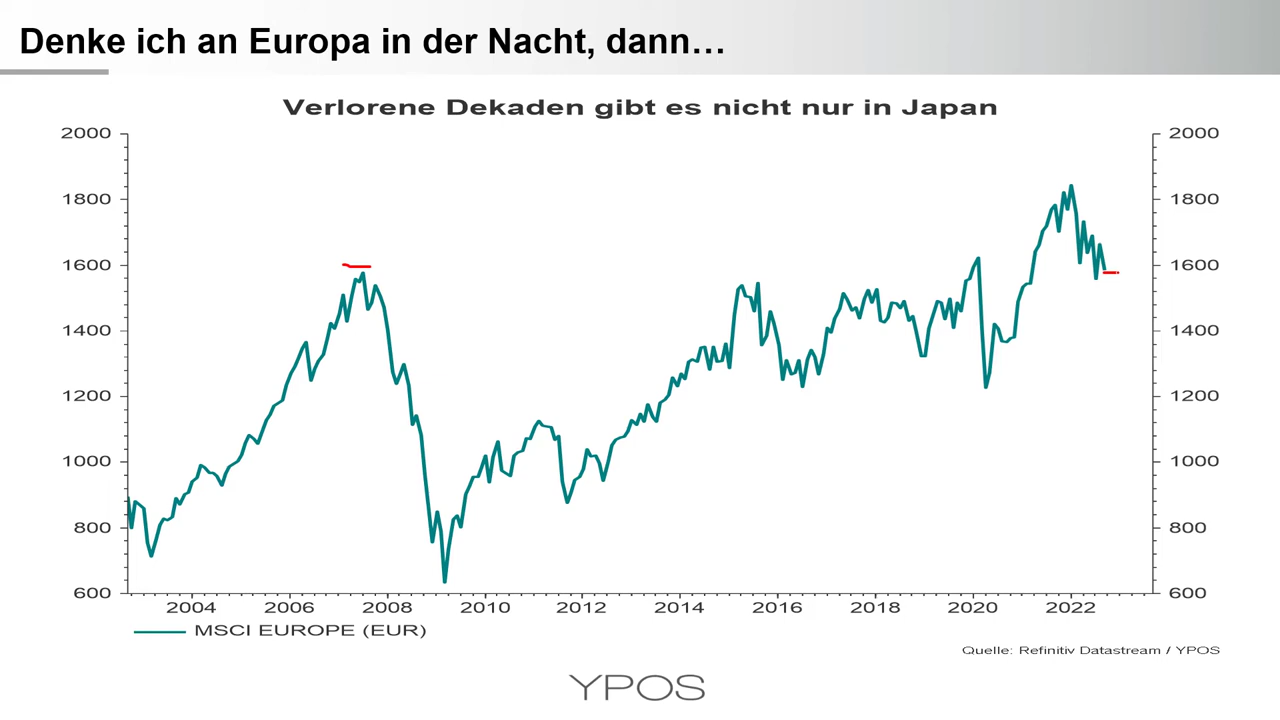 Denke ich an Europa in der Nacht, dann…
Verlorene Dekaden gibt es nicht nur in Japan
2000 2000
1800 1800
1600 1600
1400 1400
1200 1200
1000 1000
800 800
600 600
2004 2006 2008 2010 2012 2014 2016 2018 2020 2022
MSCI EUROPE (EUR)
Quelle: Refinitiv Datastream / YPOS
YPOS